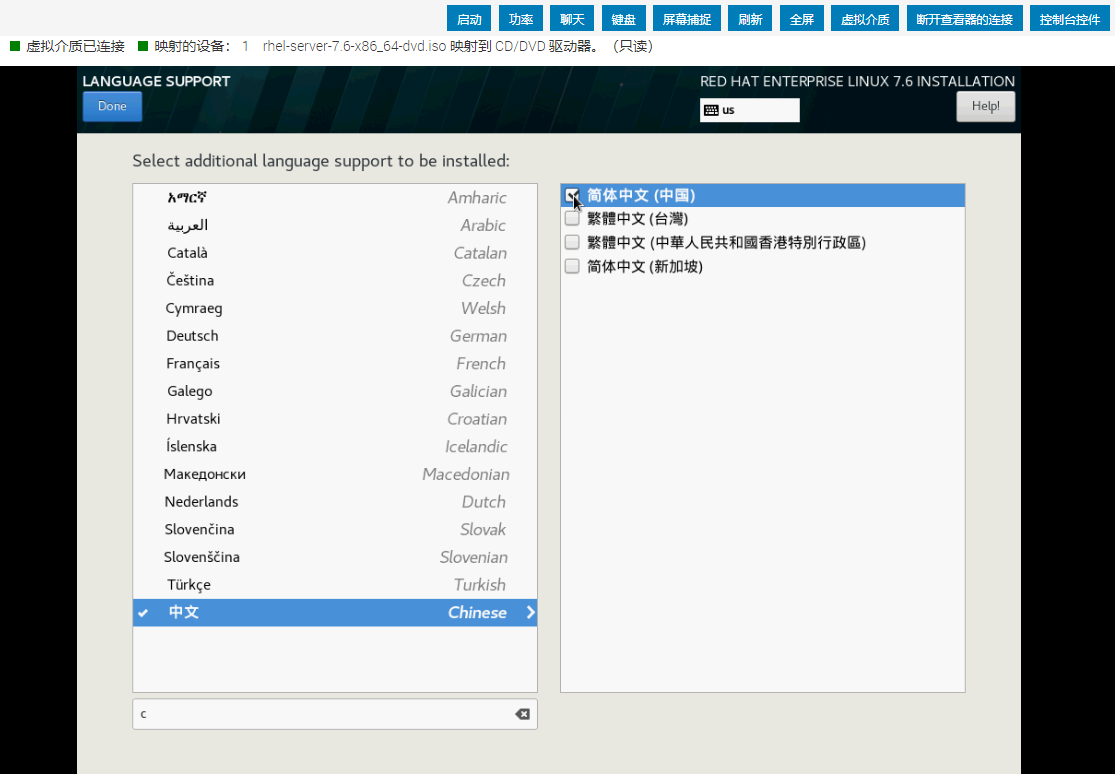 启动 功率 聊天 键盘 屏幕捕捉 刷新 全屏 虚拟介质 断开查看器的连接 控制台控件
虚拟介质已连接 映射的设备: 1 rhel-server-7.6-x86_64-dvd.iso 映射到 CD/DVD 驱动器。 (只读)
LANGUAGE SUPPORT RED HAT ENTERPRISE LINUX 7.6 INSTALLATION
Done us Help!
Select additional language support to be installed:
አማርኛ Amharic
العربية Arabic
Català Catalan
Čeština Czech
Cymraeg Welsh
Deutsch German
Français French
Galego Galician
Hrvatski Croatian
Íslenska Icelandic
Македонски Macedonian
Nederlands Dutch
Slovenčina Slovak
Slovenščina Slovenian
Türkçe Turkish
中文 Chinese
c
简体中文 (中国)
繁體中文 (台灣)
繁體中文 (中華人民共和國香港特別行政區)
简体中文 (新加坡)